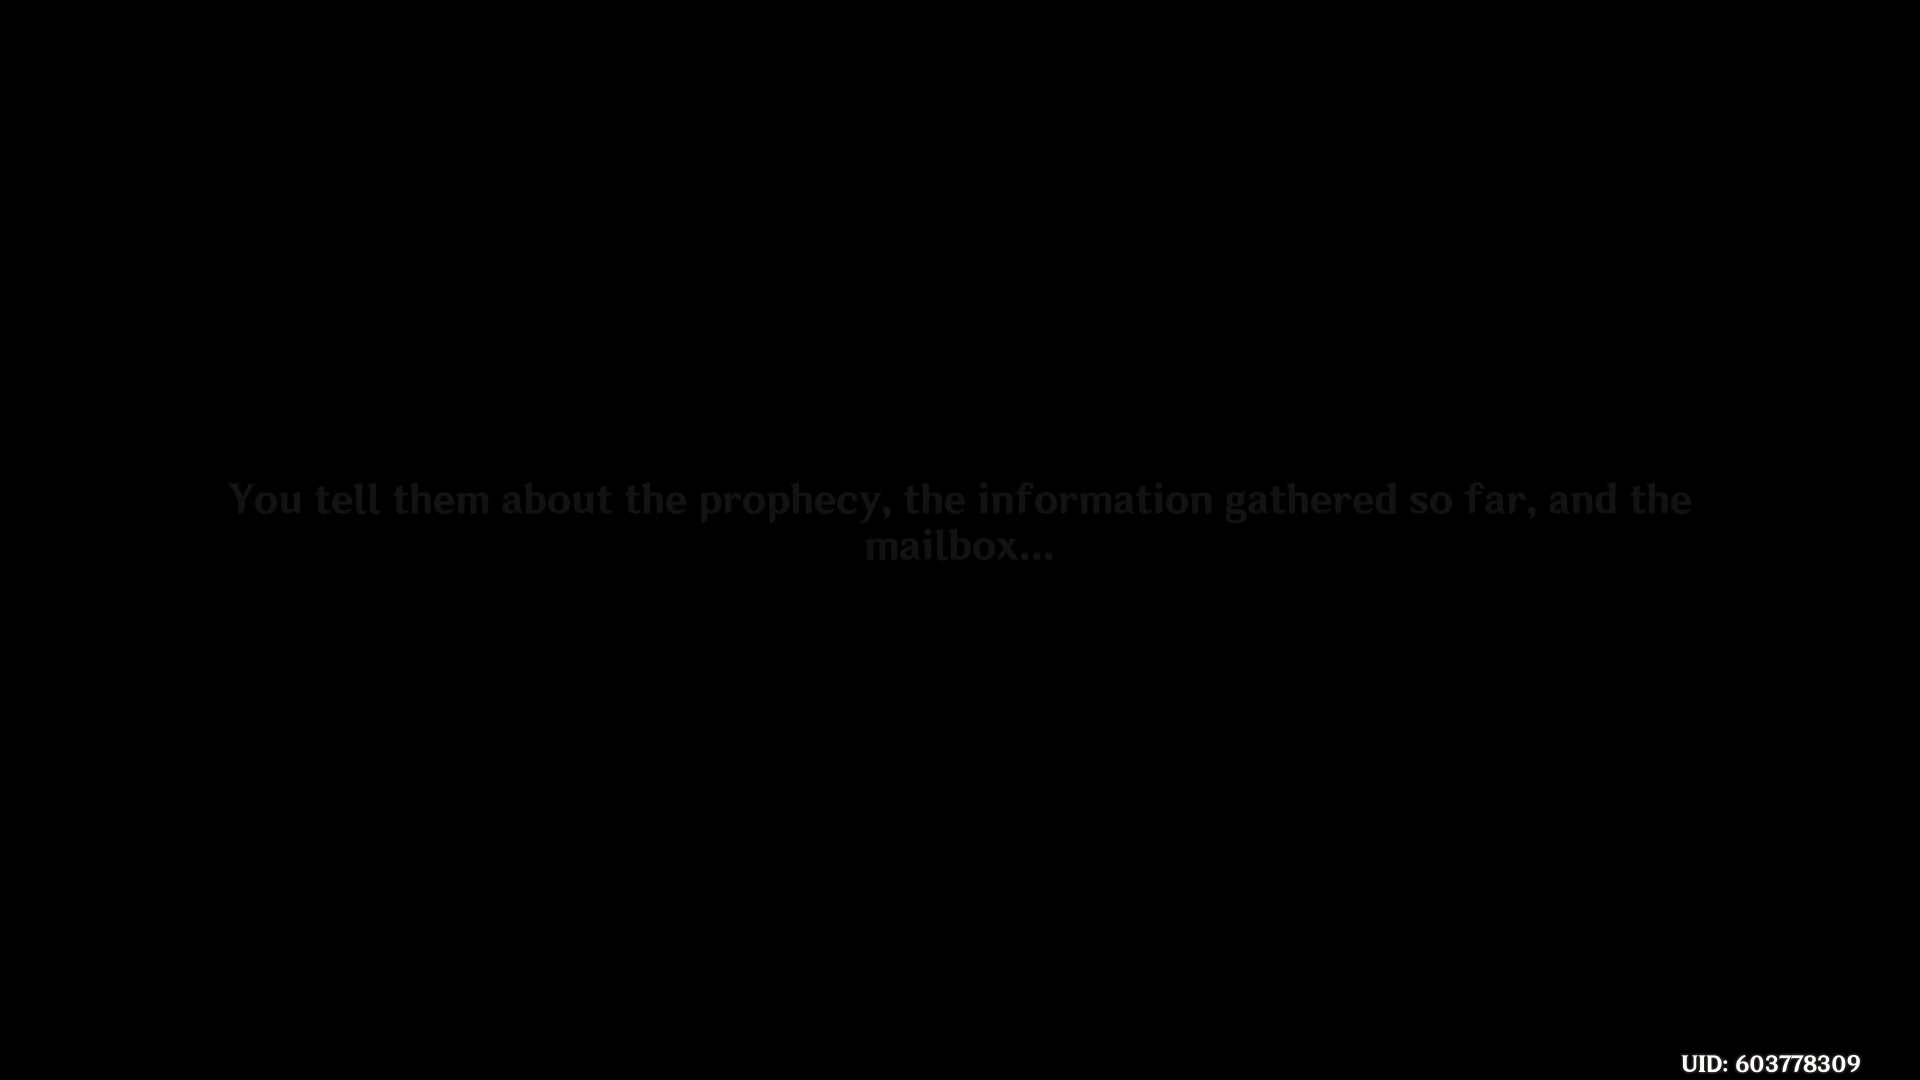 You tell them about the prophecy, the information gathered so far, and the
mailbox...
UID: 603778309